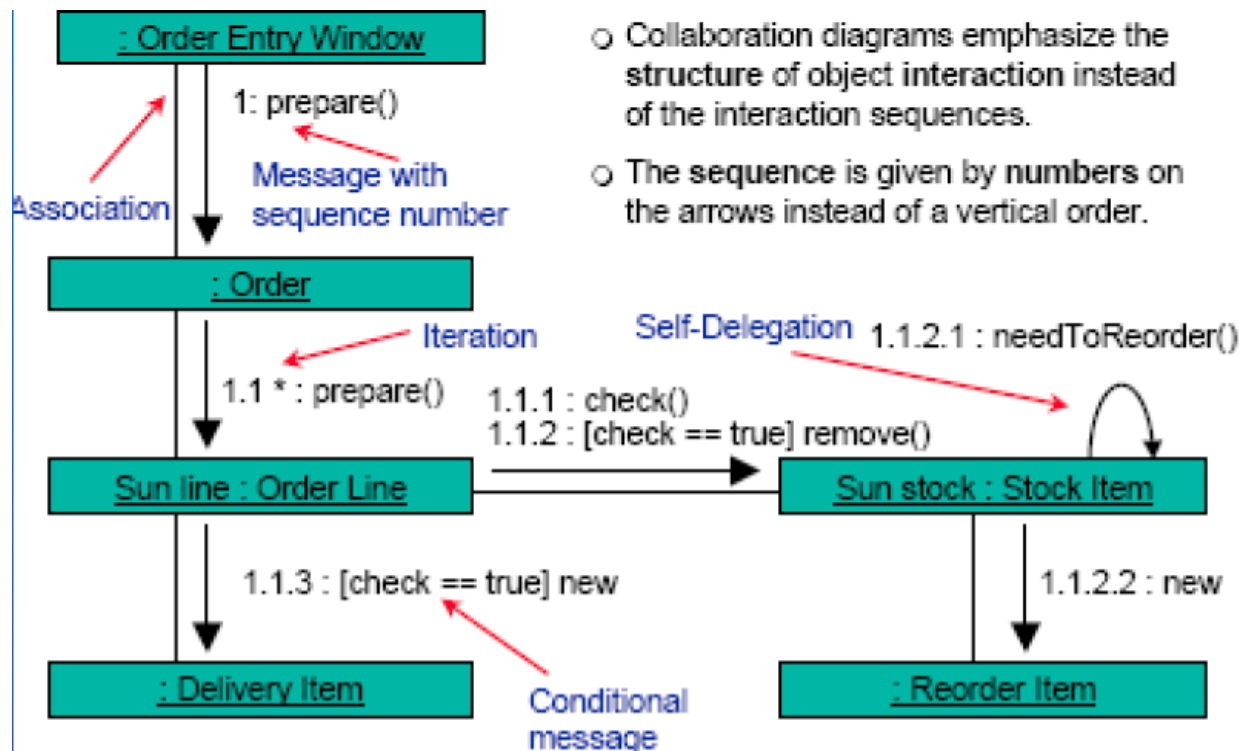 : Order Entry Window
1: prepare()
Association
Message with
sequence number
○ Collaboration diagrams emphasize the
structure of object interaction instead
of the interaction sequences.
○ The sequence is given by numbers on
the arrows instead of a vertical order.
: Order
Iteration
1.1 * : prepare()
Self-Delegation
1.1.2.1 : needToReorder()
1.1.1 : check()
1.1.2 : [check == true] remove()
Sun line : Order Line
Sun stock : Stock Item
1.1.3 : [check == true] new
1.1.2.2 : new
: Delivery Item
Conditional
message
: Reorder Item